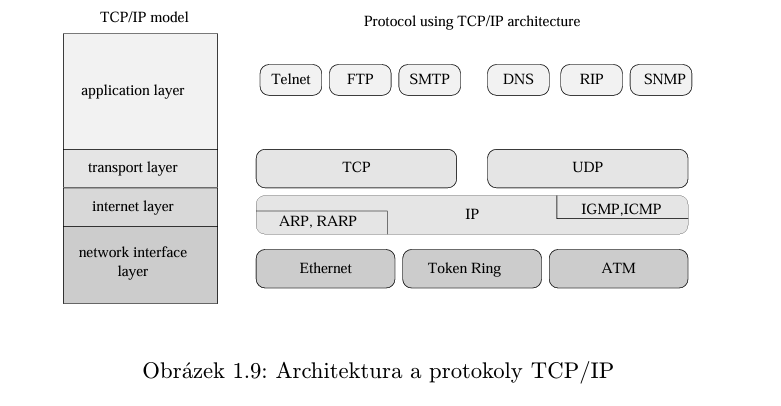 TCP/IP model
Protocol using TCP/IP architecture
application layer
Telnet
FTP
SMTP
DNS
RIP
SNMP
transport layer
TCP
UDP
internet layer
ARP, RARP
IP
IGMP,ICMP
network interface
layer
Ethernet
Token Ring
ATM
Obrázek 1.9: Architektura a protokoly TCP/IP